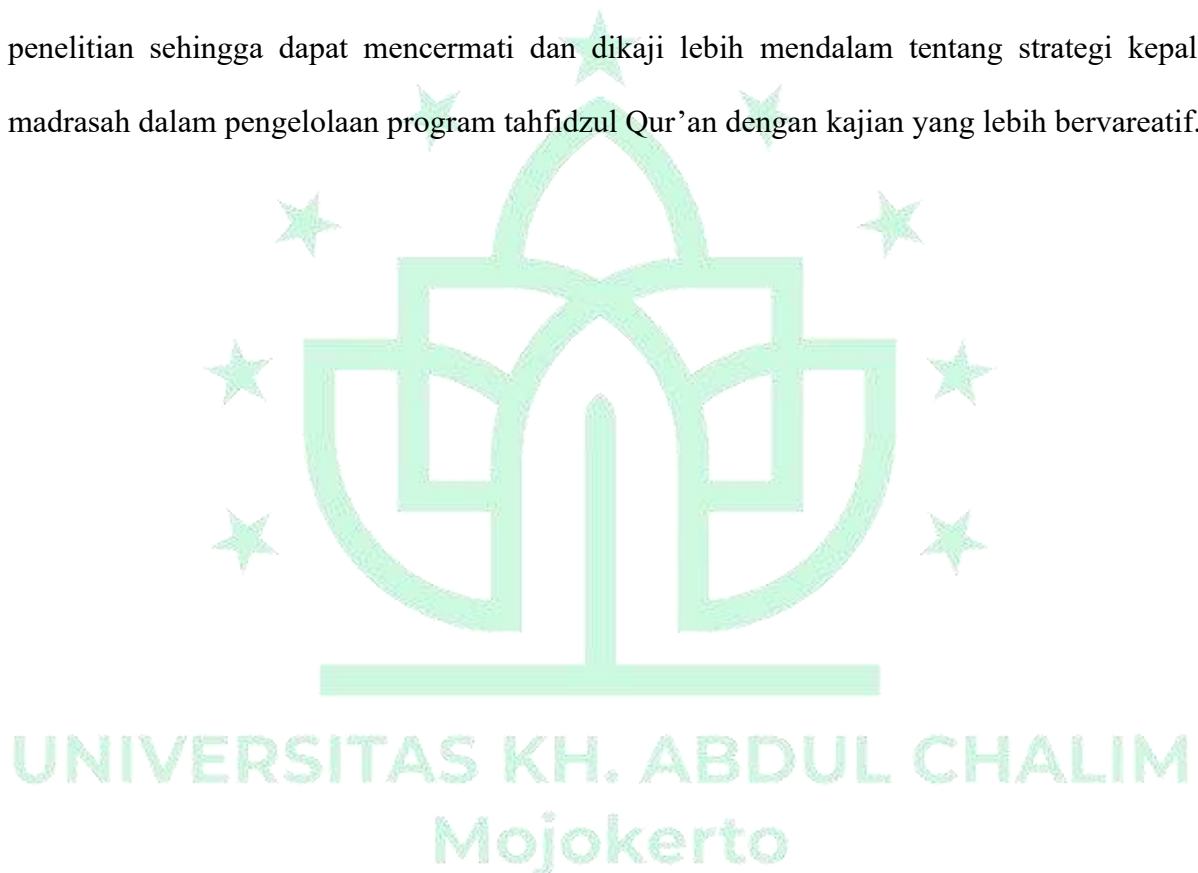 penelitian sehingga dapat mencermati dan dikaji lebih mendalam tentang strategi kepal
madrasah dalam pengelolaan program tahfidzul Qur’an dengan kajian yang lebih bervareatif.
UNIVERSITAS KH. ABDUL CHALIM
Mojokerto